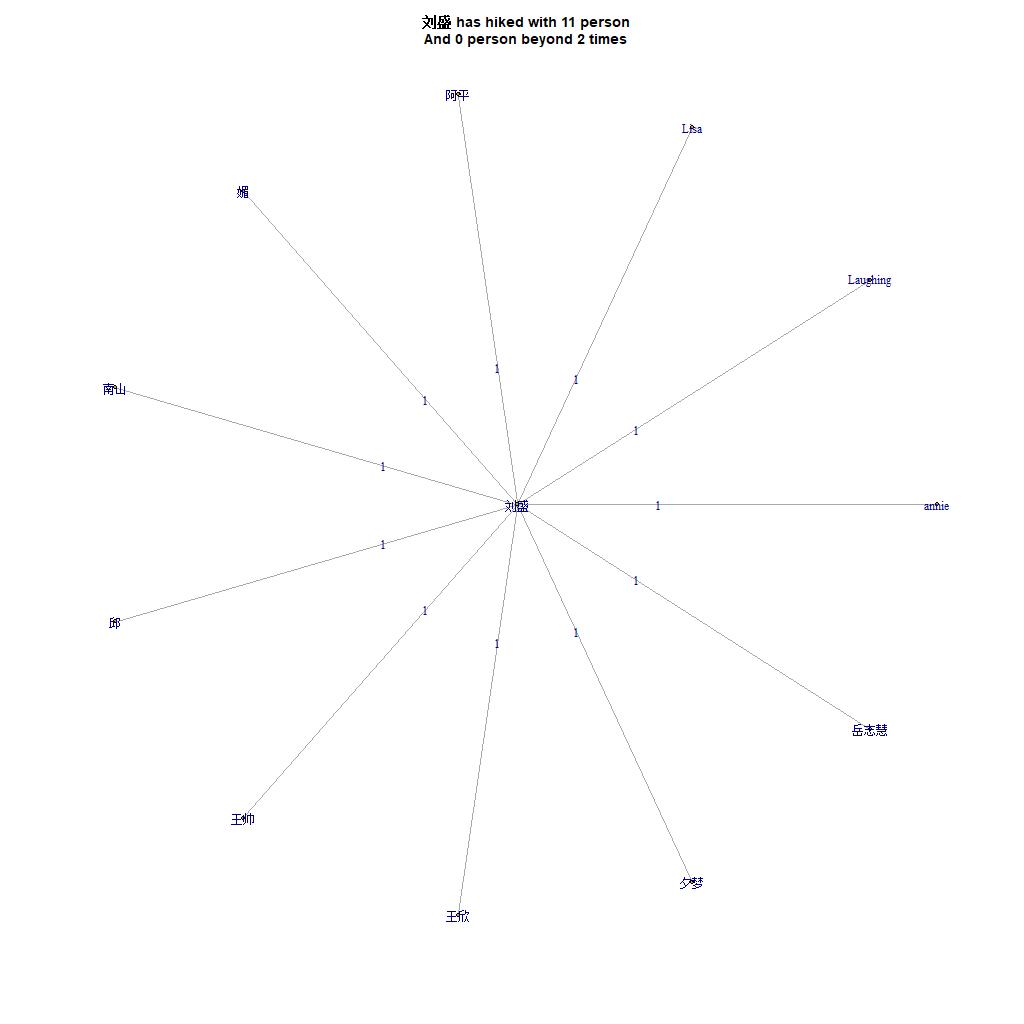 刘盛 has hiked with 11 person
And 0 person beyond 2 times
阿平
Lisa
媚
Laughing
1
1
南山
1
1
1
刘盛
1
annie
1
邱
1
1
1
1
岳志慧
王帅
夕梦
王欣